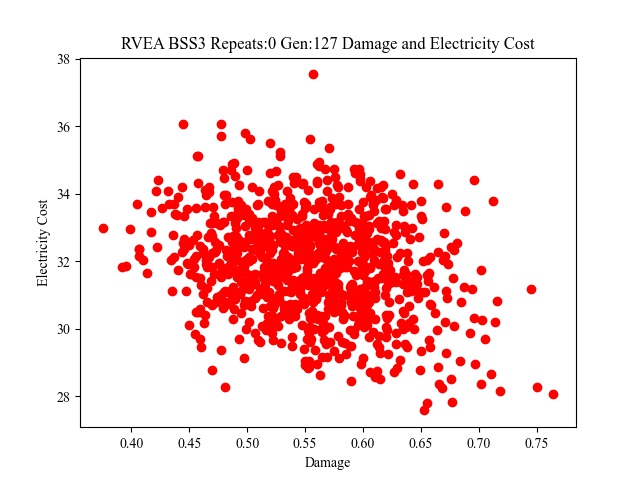 RVEA BSS3 Repeats:0 Gen:127 Damage and Electricity Cost
38
36
34
32
30
28
Electricity Cost
0.40 0.45 0.50 0.55 0.60 0.65 0.70 0.75
Damage